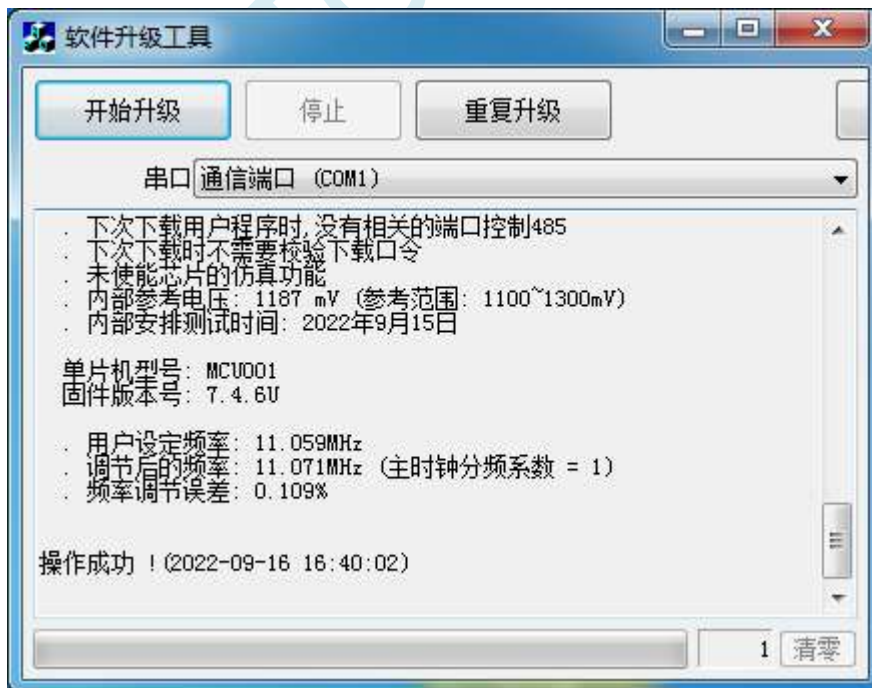 软件升级工具
开始升级
停止
重复升级
串口 通信端口 (COM1)
. 下次下载用户程序时,没有相关的端口控制485
. 下次下载时不需要校验下载口令
. 未使能芯片的仿真功能
. 内部参考电压: 1187 mV (参考范围: 1100~1300mV)
. 内部安排测试时间: 2022年9月15日
单片机型号: MCU001
固件版本号: 7.4.6U
. 用户设定频率: 11.059MHz
. 调节后的频率: 11.071MHz (主时钟分频系数 = 1)
. 频率调节误差: 0.109%
操作成功 !(2022-09-16 16:40:02)
1 清零